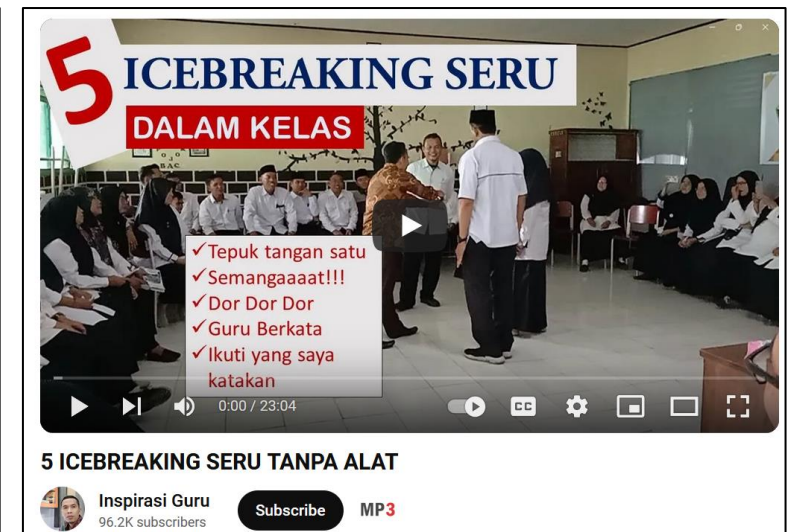 5 ICEBREAKING SERU
DALAM KELAS
✓Tepuk tangan satu
✓Semangaaaat!!!
✓Dor Dor Dor
✓Guru Berkata
✓Ikuti yang saya
katakan
0:00 / 23:04
CC
5 ICEBREAKING SERU TANPA ALAT
Inspirasi Guru
96.2K subscribers
Subscribe
MP3